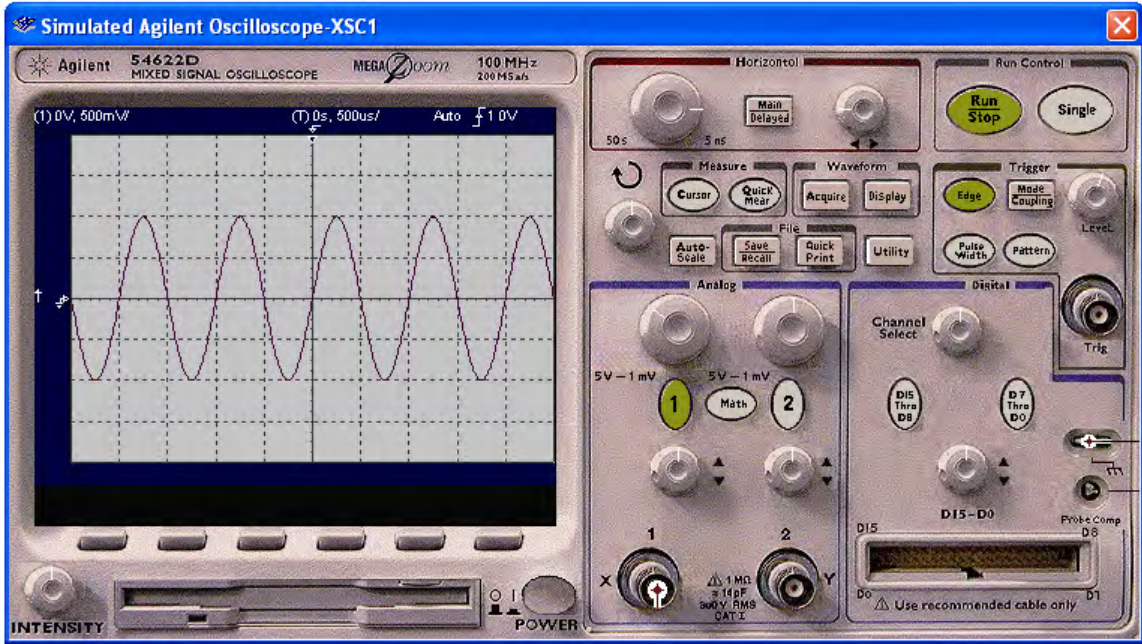 Simulated Agilent Oscilloscope-XSC1
Agilent
54622D
MIXED SIGNAL OSCILLOSCOPE
MEGA Zoom
100 MHz
200 MSa/s
(1) 0V, 500mV/
(T) 0s, 500us/
Auto
1 0V
Horizontal
50 s
5 ns
Main
Delayed
Run Control
Run
Stop
Single
Measure
Cursor
Quick
Mear
Waveform
Acquire
Display
Trigger
Edge
Mode
Coupling
Level
Pulse
Width
Pattern
Trig
Auto-
Scale
File
Save
Recall
Quick
Print
Utility
Analog
5V – 1 mV
5V – 1 mV
1
Math
2
Digital
Channel
Select
D15
Thru
D8
D7
Thru
D0
D15-D0
Probe Comp
D15
D8
D0
D1
⚠ Use recommended cable only
1
2
X
Y
⚠ 1 MΩ
≅ 14pF
300 V RMS
CAT I
INTENSITY
O I
POWER